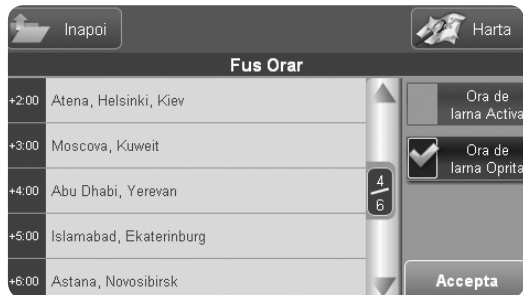 Inapoi
Harta
Fus Orar
+2:00 Atena, Helsinki, Kiev
+3:00 Moscova, Kuweit
+4:00 Abu Dhabi, Yerevan
+5:00 Islamabad, Ekaterinburg
+6:00 Astana, Novosibirsk
4
6
Ora de
Iarna Activa
Ora de
Iarna Oprita
Accepta